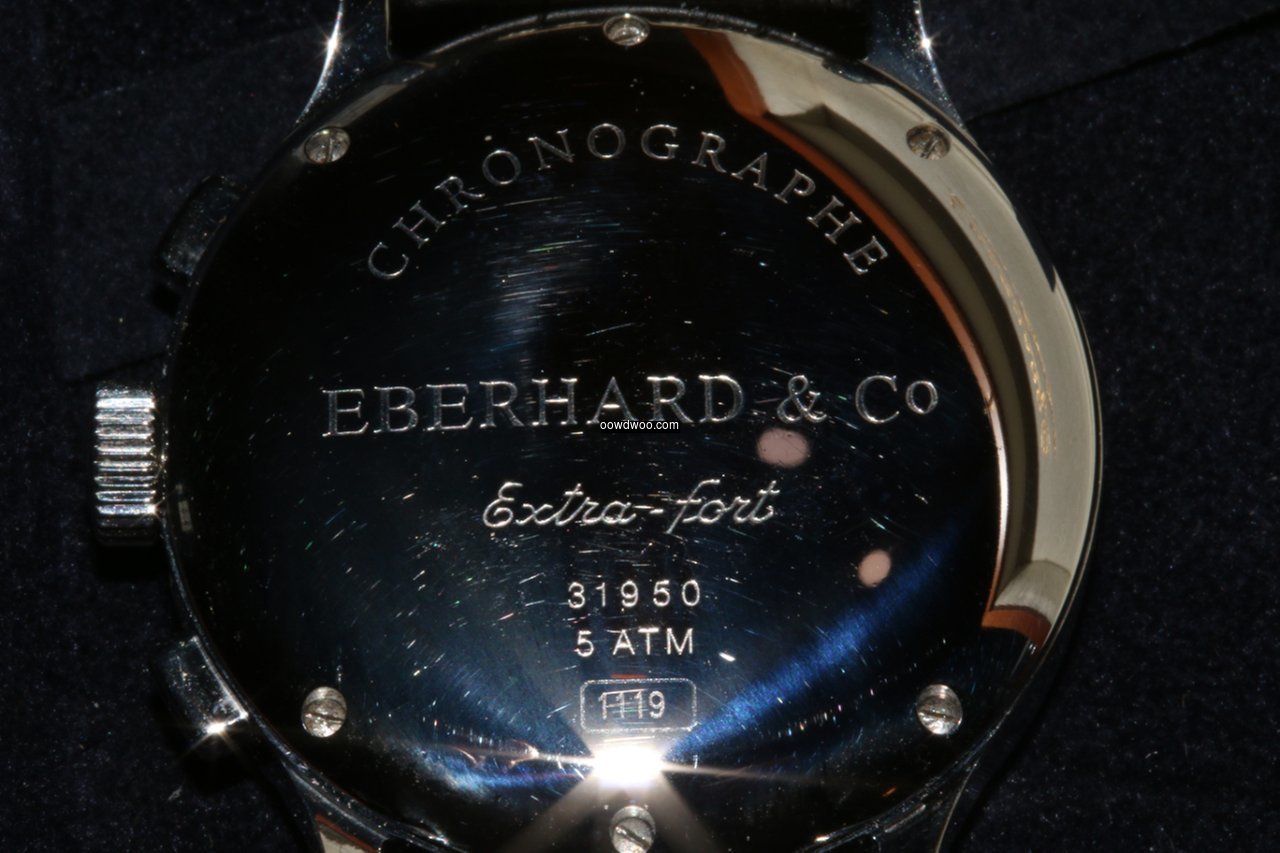 CHRONOGRAPHE
EBERHARD & Co
oowdwoo.com
Extra-fort
31950
5 ATM
1119